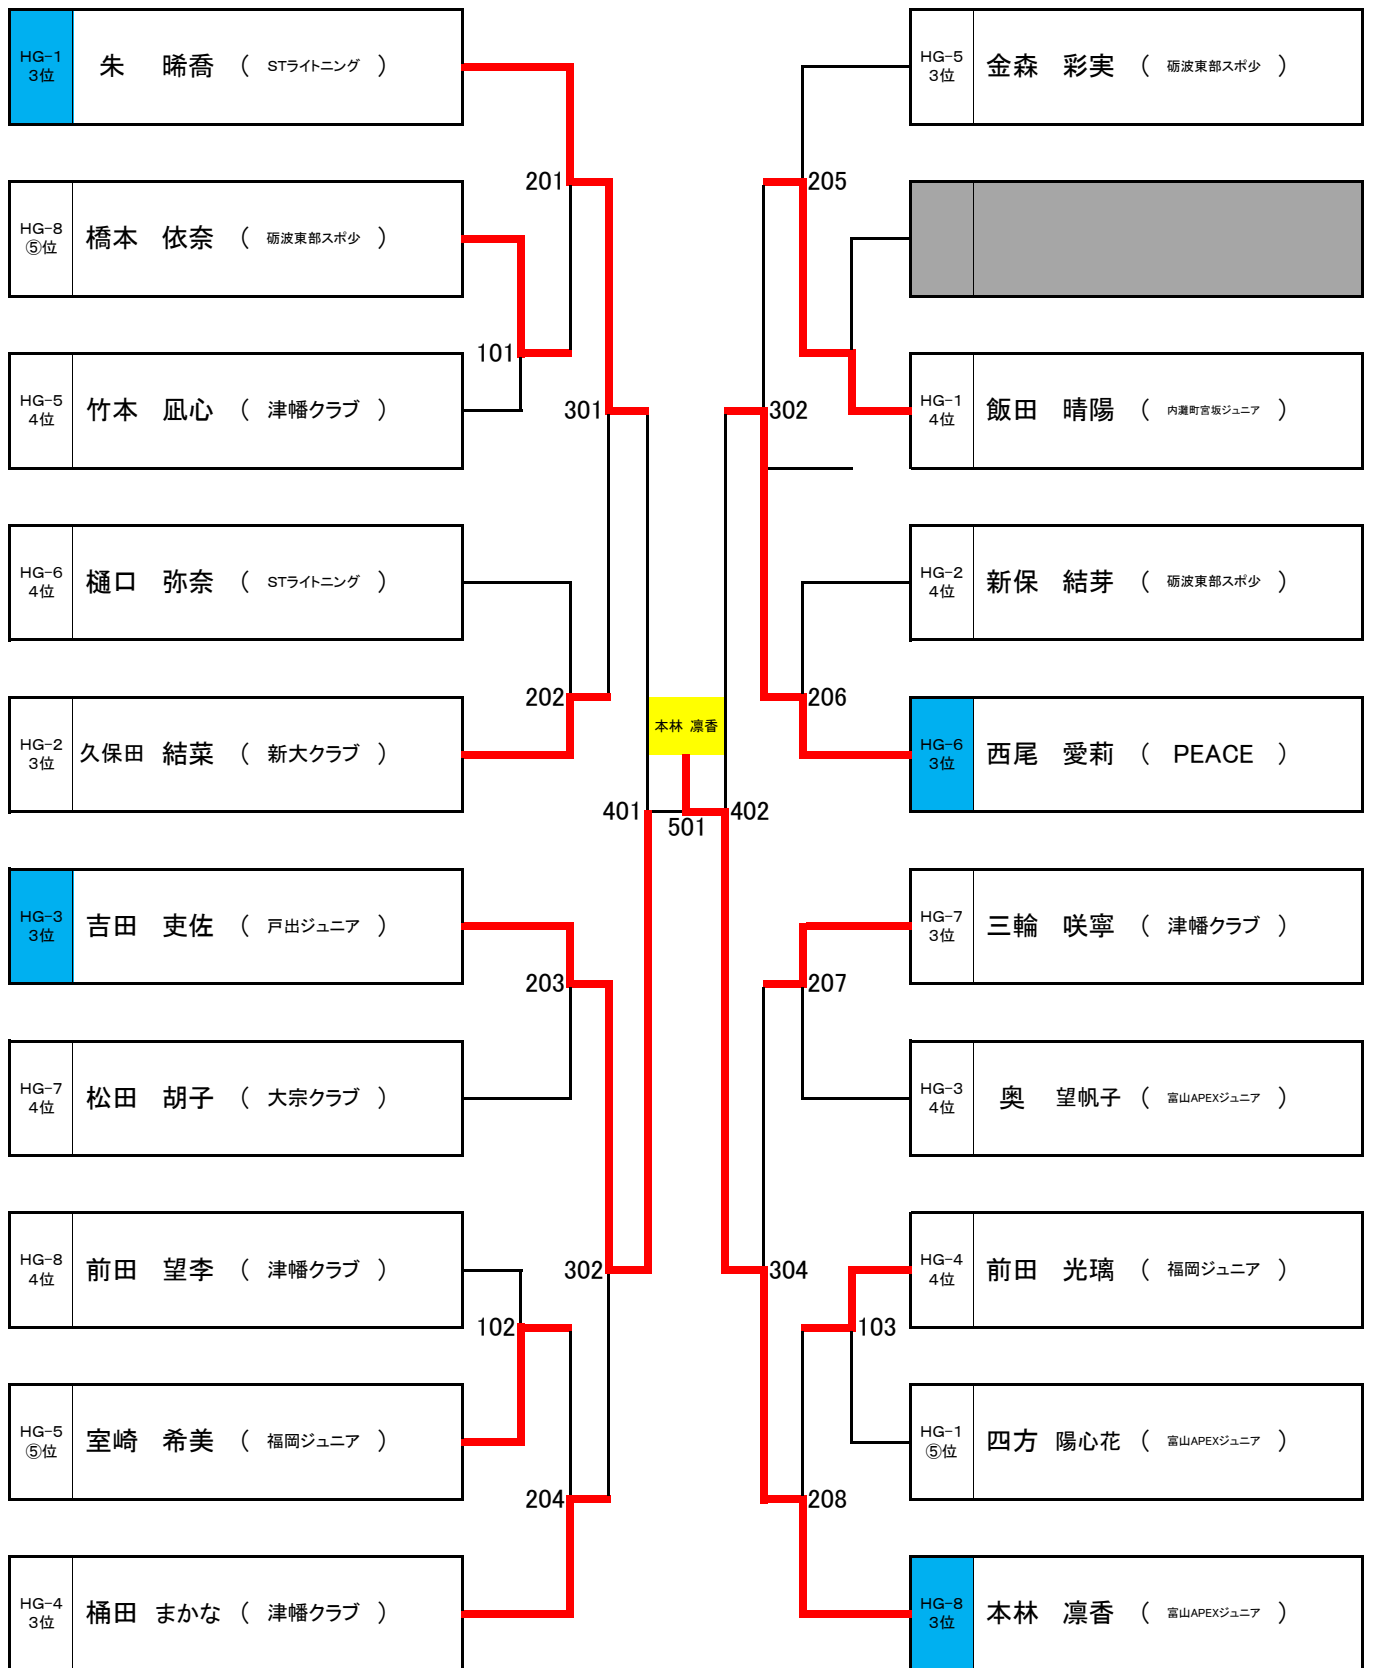 HG-1
3位
朱　晞喬 （ STライトニング ）
HG-8
⑤位
橋本　依奈 （ 砺波東部スポ少 ）
HG-5
4位
竹本　凪心 （ 津幡クラブ ）
HG-6
4位
樋口　弥奈 （ STライトニング ）
HG-2
3位
久保田　結菜 （ 新大クラブ ）
HG-3
3位
吉田　吏佐 （ 戸出ジュニア ）
HG-7
4位
松田　胡子 （ 大宗クラブ ）
HG-8
4位
前田　望李 （ 津幡クラブ ）
HG-5
⑤位
室崎　希美 （ 福岡ジュニア ）
HG-4
3位
桶田　まかな （ 津幡クラブ ）
201
101
301
202
401
203
302
102
204
本林 凛香
501
205
302
206
402
207
304
103
208
HG-5
3位
金森　彩実 （ 砺波東部スポ少 ）
HG-1
4位
飯田　晴陽 （ 内灘町宮坂ジュニア ）
HG-2
4位
新保　結芽 （ 砺波東部スポ少 ）
HG-6
3位
西尾　愛莉 （ PEACE ）
HG-7
3位
三輪　咲寧 （ 津幡クラブ ）
HG-3
4位
奥　望帆子 （ 富山APEXジュニア ）
HG-4
4位
前田　光璃 （ 福岡ジュニア ）
HG-1
⑤位
四方　陽心花 （ 富山APEXジュニア ）
HG-8
3位
本林　凛香 （ 富山APEXジュニア ）